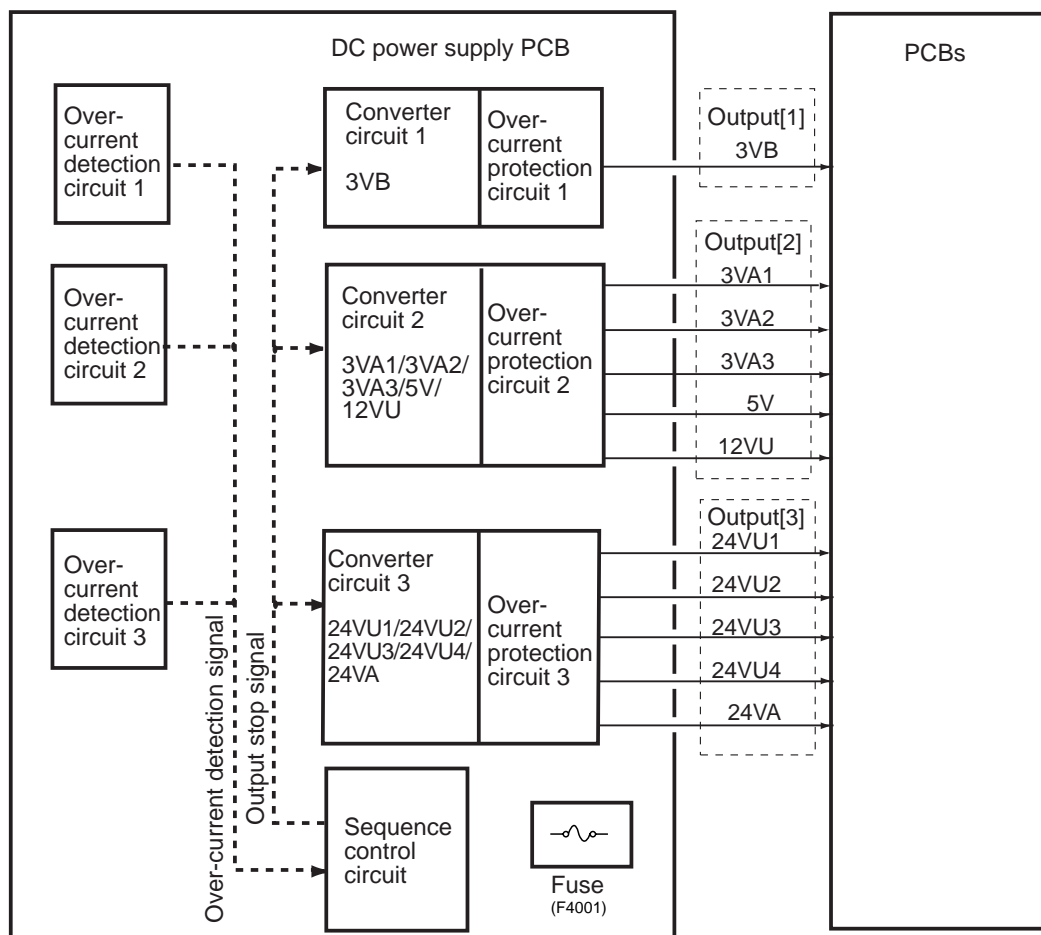 DC power supply PCB
PCBs
Over-
current
detection
circuit 1
Converter
circuit 1
3VB
Over-
current
protection
circuit 1
Output[1]
3VB
Over-
current
detection
circuit 2
Converter
circuit 2
3VA1/3VA2/
3VA3/5V/
12VU
Over-
current
protection
circuit 2
Output[2]
3VA1
3VA2
3VA3
5V
12VU
Over-
current
detection
circuit 3
Converter
circuit 3
24VU1/24VU2/
24VU3/24VU4/
24VA
Over-
current
protection
circuit 3
Output[3]
24VU1
24VU2
24VU3
24VU4
24VA
Over-current detection signal
Output stop signal
Sequence
control
circuit
Fuse
(F4001)